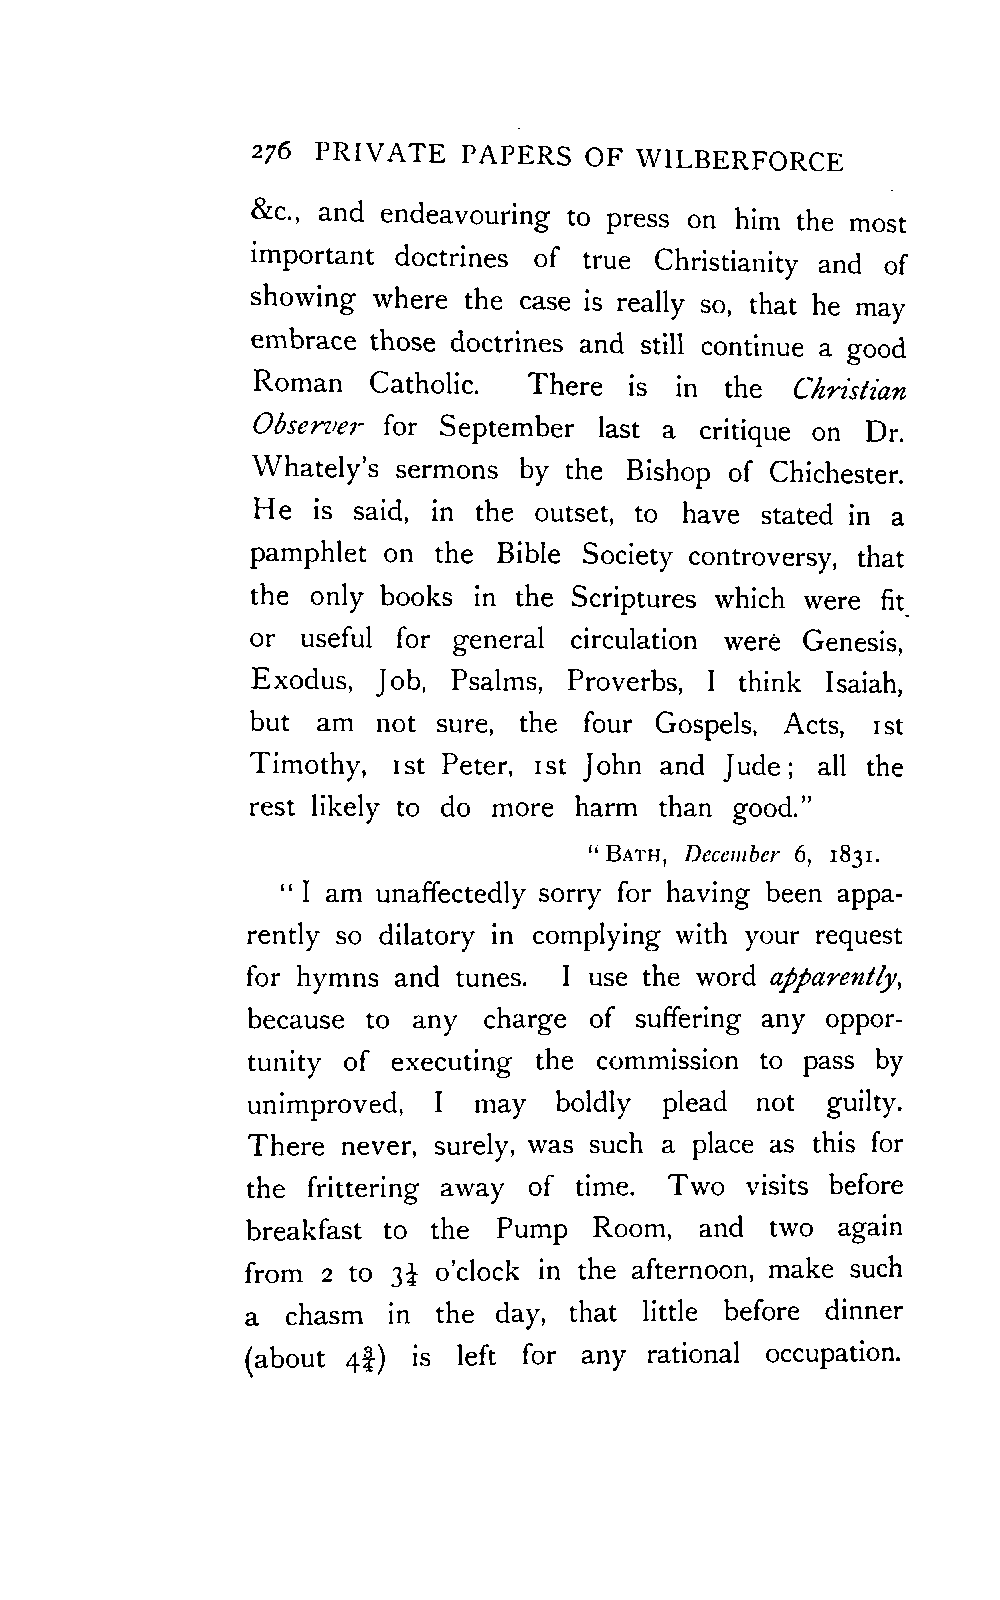 276 PRIVATE PAPERS OF WILBERFORCE
&c., and endeavouring to press on him the most
important doctrines of true Christianity and of
showing where the case is really so, that he may
embrace those doctrines and still continue a good
Roman Catholic. There is in the Christian
Observer for September last a critique on Dr.
Whately's sermons by the Bishop of Chichester.
He is said, in the outset, to have stated in a
pamphlet on the Bible Society controversy, that
the only books in the Scriptures which were fit
or useful for general circulation were Genesis,
Exodus, Job, Psalms, Proverbs, I think Isaiah,
but am not sure, the four Gospels, Acts, 1st
Timothy, 1st Peter, 1st John and Jude; all the
rest likely to do more harm than good."
"BATH, December 6, 1831.
"I am unaffectedly sorry for having been appa-
rently so dilatory in complying with your request
for hymns and tunes. I use the word apparently,
because to any charge of suffering any oppor-
tunity of executing the commission to pass by
unimproved, I may boldly plead not guilty.
There never, surely, was such a place as this for
the frittering away of time. Two visits before
breakfast to the Pump Room, and two again
from 2 to 3¼ o'clock in the afternoon, make such
a chasm in the day, that little before dinner
(about 4¾) is left for any rational occupation.